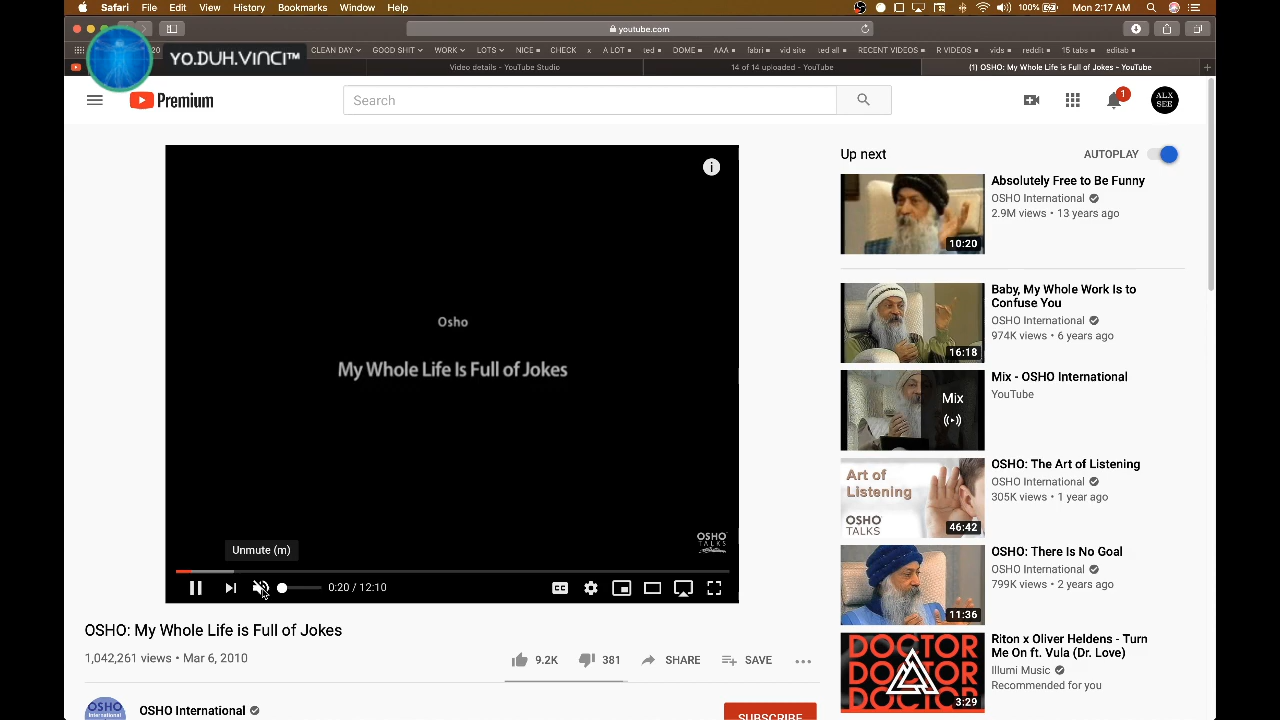 Safari File Edit View History Bookmarks Window Help
100% Mon 2:17 AM
youtube.com
YO.DUH.VINCI™
CLEAN DAY GOOD SHIT WORK LOTS NICE CHECK x A LOT ted DOME AAA fabri vid site ted all RECENT VIDEOS R VIDEOS vids reddit 15 tabs editab
Video details - YouTube Studio
14 of 14 uploaded - YouTube
(1) OSHO: My Whole Life is Full of Jokes - YouTube
Premium
Search
1
ALX
SEE
i
Osho
My Whole Life Is Full of Jokes
OSHO
TALKS
Unmute (m)
0:20 / 12:10
CC
OSHO: My Whole Life is Full of Jokes
1,042,261 views • Mar 6, 2010
9.2K 381 SHARE SAVE
OSHO
International
OSHO International
SUBSCRIBE
Up next
AUTOPLAY
10:20
Absolutely Free to Be Funny
OSHO International
2.9M views • 13 years ago
16:18
Baby, My Whole Work Is to
Confuse You
OSHO International
974K views • 6 years ago
Mix
Mix - OSHO International
YouTube
Art of
Listening
OSHO
TALKS
46:42
OSHO: The Art of Listening
OSHO International
305K views • 1 year ago
11:36
OSHO: There Is No Goal
OSHO International
799K views • 2 years ago
DOCTOR
DOCTOR
DOCTOR
3:29
Riton x Oliver Heldens - Turn
Me On ft. Vula (Dr. Love)
Illumi Music
Recommended for you